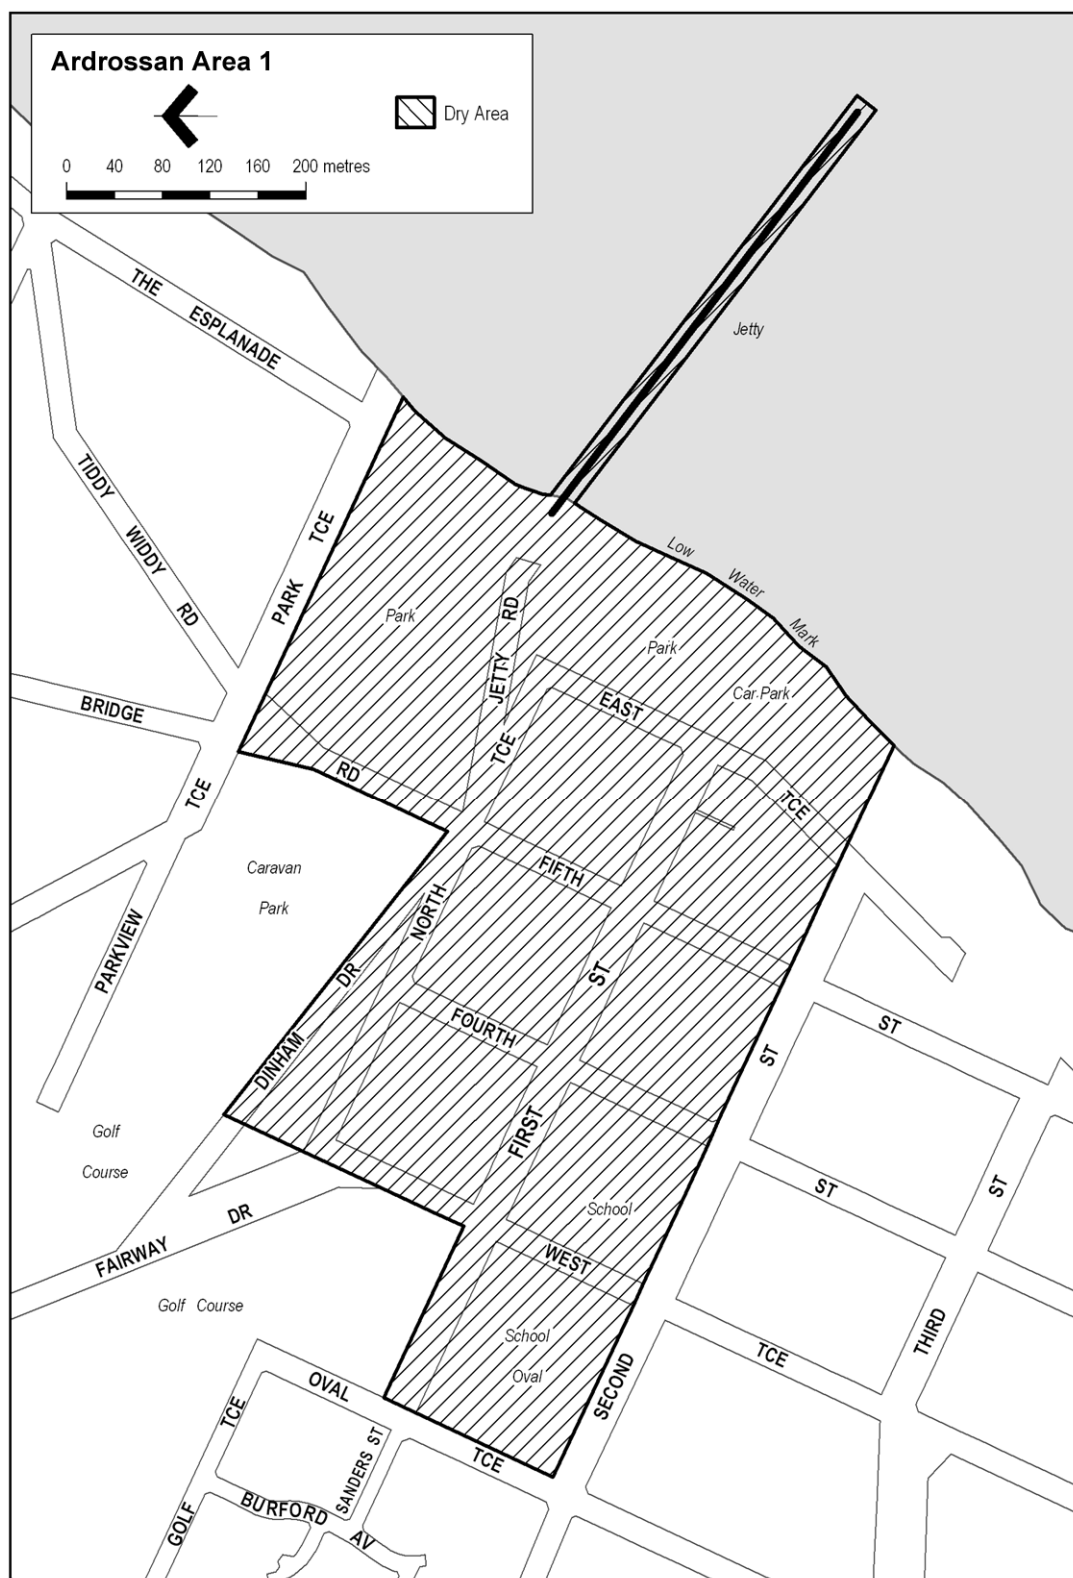 Ardrossan Area 1
Dry Area
0 40 80 120 160 200 metres
THE ESPLANADE
Jetty
TIDDY WIDDY RD
PARK TCE
Low Water Mark
Park
JETTY RD
Park
Car Park
BRIDGE
EAST TCE
TCE
RD
TCE
Caravan
Park
FIFTH
NORTH
PARKVIEW
DR
ST
DINHAM
FOURTH
ST
ST
Golf
Course
FIRST
ST
ST
School
DR
FAIRWAY
WEST
Golf Course
School
Oval
THIRD
TCE
SECOND
OVAL
TCE
SANDERS ST
TCE
BURFORD AV
GOLF